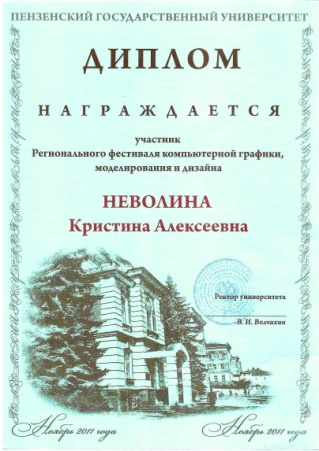 ПЕНЗЕНСКИЙ ГОСУДАРСТВЕННЫЙ УНИВЕРСИТЕТ
ДИПЛОМ
НАГРАЖДАЕТСЯ
участник
Регионального фестиваля компьютерной графики,
моделирования и дизайна
НЕВОЛИНА
Кристина Алексеевна
Ректор университета
В. И. Волчихин
Ноябрь 2011 года
Ноябрь 2011 года